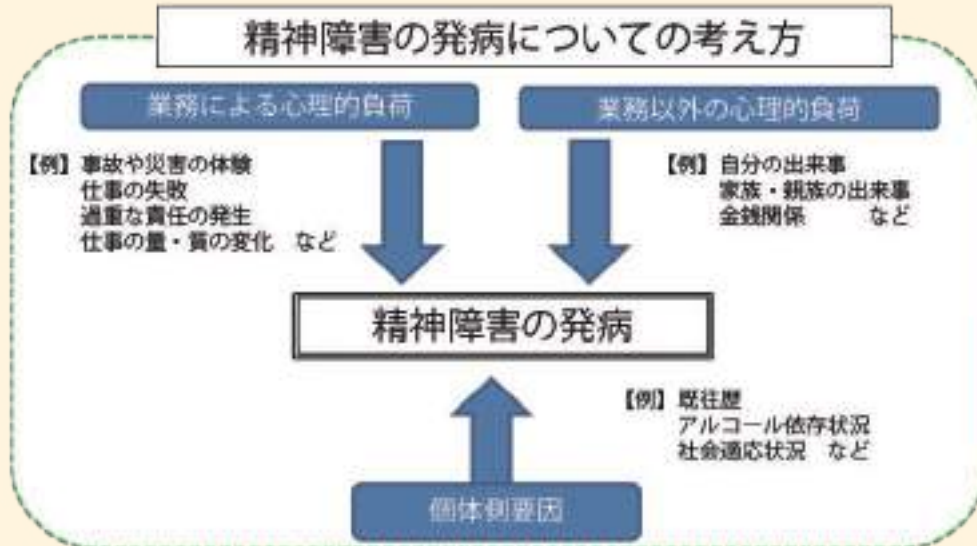 精神障害の発病についての考え方
業務による心理的負荷
業務以外の心理的負荷
【例】事故や災害の体験
仕事の失敗
過重な責任の発生
仕事の量・質の変化 など
【例】自分の出来事
家族・親族の出来事
金銭関係 など
精神障害の発病
【例】既往歴
アルコール依存状況
社会適応状況 など
個体側要因